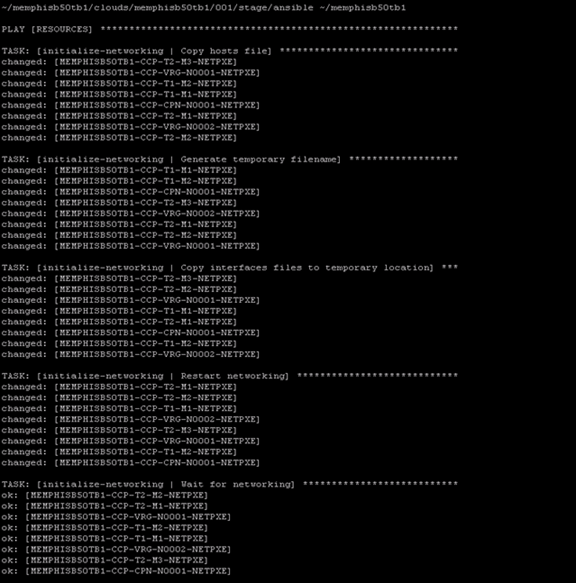 ~/memphisb50tb1/clouds/memphisb50tb1/001/stage/ansible ~/memphisb50tb1
PLAY [RESOURCES] ****************************************************
TASK: [initialize-networking | Copy hosts file] *************************
changed: [MEMPHISB50TB1-CCP-T2-M3-NETPXE]
changed: [MEMPHISB50TB1-CCP-VRG-N0001-NETPXE]
changed: [MEMPHISB50TB1-CCP-T1-M2-NETPXE]
changed: [MEMPHISB50TB1-CCP-T1-M1-NETPXE]
changed: [MEMPHISB50TB1-CCP-CPN-N0001-NETPXE]
changed: [MEMPHISB50TB1-CCP-T2-M1-NETPXE]
changed: [MEMPHISB50TB1-CCP-VRG-N0002-NETPXE]
changed: [MEMPHISB50TB1-CCP-T2-M2-NETPXE]
TASK: [initialize-networking | Generate temporary filename] ***************
changed: [MEMPHISB50TB1-CCP-T1-M1-NETPXE]
changed: [MEMPHISB50TB1-CCP-T1-M2-NETPXE]
changed: [MEMPHISB50TB1-CCP-CPN-N0001-NETPXE]
changed: [MEMPHISB50TB1-CCP-T2-M3-NETPXE]
changed: [MEMPHISB50TB1-CCP-VRG-N0002-NETPXE]
changed: [MEMPHISB50TB1-CCP-T2-M1-NETPXE]
changed: [MEMPHISB50TB1-CCP-T2-M2-NETPXE]
changed: [MEMPHISB50TB1-CCP-VRG-N0001-NETPXE]
TASK: [initialize-networking | Copy interfaces files to temporary location] ***
changed: [MEMPHISB50TB1-CCP-T2-M3-NETPXE]
changed: [MEMPHISB50TB1-CCP-T2-M2-NETPXE]
changed: [MEMPHISB50TB1-CCP-VRG-N0001-NETPXE]
changed: [MEMPHISB50TB1-CCP-T1-M1-NETPXE]
changed: [MEMPHISB50TB1-CCP-T2-M1-NETPXE]
changed: [MEMPHISB50TB1-CCP-CPN-N0001-NETPXE]
changed: [MEMPHISB50TB1-CCP-T1-M2-NETPXE]
changed: [MEMPHISB50TB1-CCP-VRG-N0002-NETPXE]
TASK: [initialize-networking | Restart networking] **********************
changed: [MEMPHISB50TB1-CCP-T2-M1-NETPXE]
changed: [MEMPHISB50TB1-CCP-T2-M2-NETPXE]
changed: [MEMPHISB50TB1-CCP-T1-M1-NETPXE]
changed: [MEMPHISB50TB1-CCP-VRG-N0002-NETPXE]
changed: [MEMPHISB50TB1-CCP-T2-M3-NETPXE]
changed: [MEMPHISB50TB1-CCP-VRG-N0001-NETPXE]
changed: [MEMPHISB50TB1-CCP-T1-M2-NETPXE]
changed: [MEMPHISB50TB1-CCP-CPN-N0001-NETPXE]
TASK: [initialize-networking | Wait for networking] *********************
ok: [MEMPHISB50TB1-CCP-T2-M2-NETPXE]
ok: [MEMPHISB50TB1-CCP-T2-M1-NETPXE]
ok: [MEMPHISB50TB1-CCP-VRG-N0001-NETPXE]
ok: [MEMPHISB50TB1-CCP-T1-M2-NETPXE]
ok: [MEMPHISB50TB1-CCP-T1-M1-NETPXE]
ok: [MEMPHISB50TB1-CCP-VRG-N0002-NETPXE]
ok: [MEMPHISB50TB1-CCP-T2-M3-NETPXE]
ok: [MEMPHISB50TB1-CCP-CPN-N0001-NETPXE]